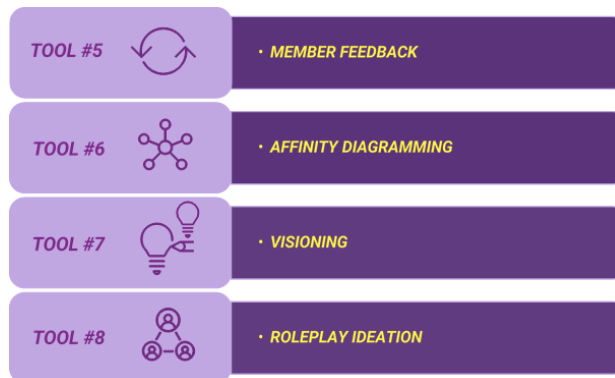 TOOL #5
• MEMBER FEEDBACK
TOOL #6
• AFFINITY DIAGRAMMING
TOOL #7
• VISIONING
TOOL #8
• ROLEPLAY IDEATION